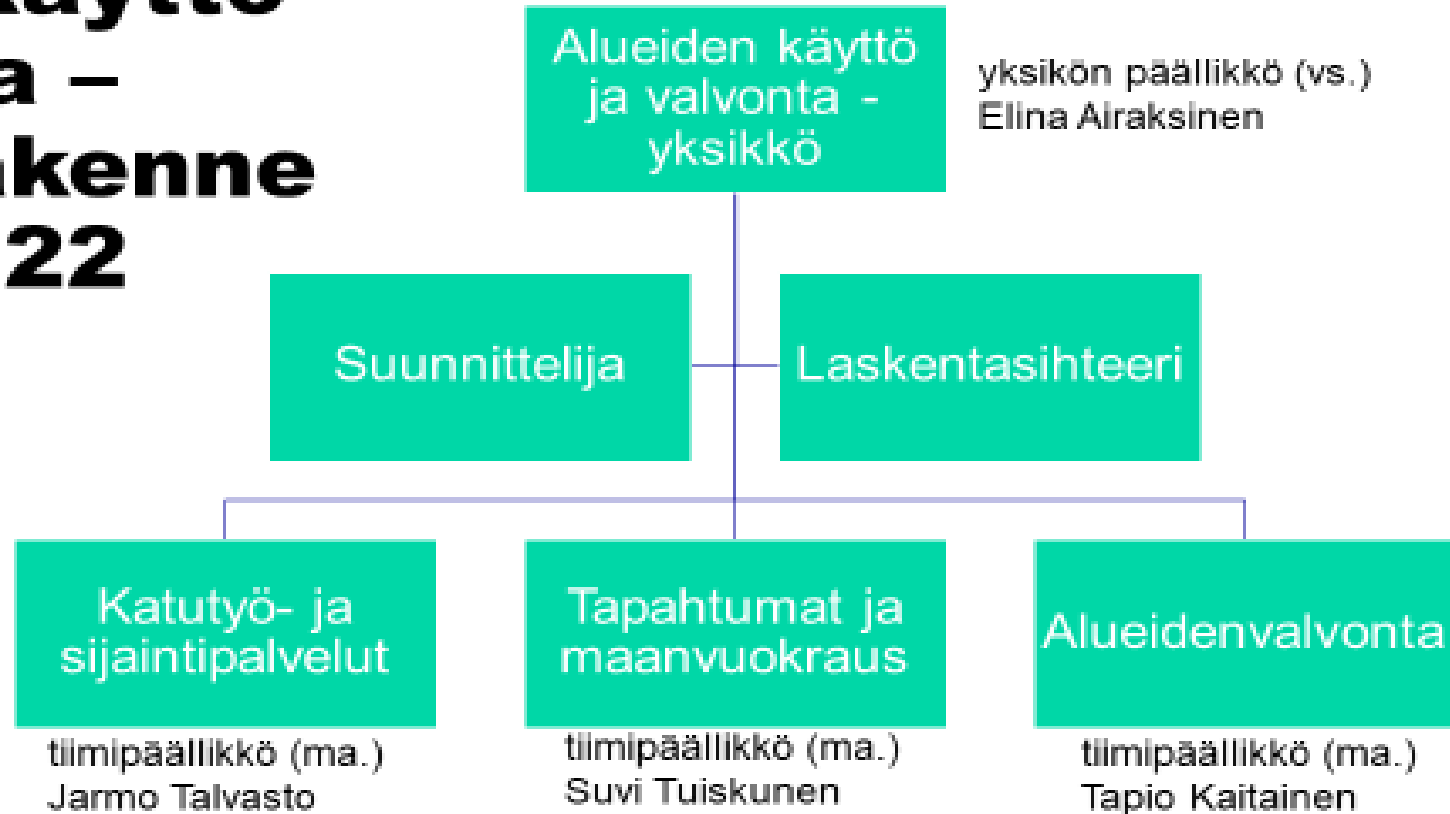 a –
kenne
22
Alueiden käyttö
ja valvonta -
yksikkö
yksikön päällikkö (vs.)
Elina Airaksinen
Suunnittelija
Laskentasihteeri
Katutyö- ja
sijaintipalvelut
tiimipäällikkö (ma.)
Jarmo Talvasto
Tapahtumat ja
maanvuokraus
tiimipäällikkö (ma.)
Suvi Tuiskunen
Alueidenvalvonta
tiimipäällikkö (ma.)
Tapio Kaitainen